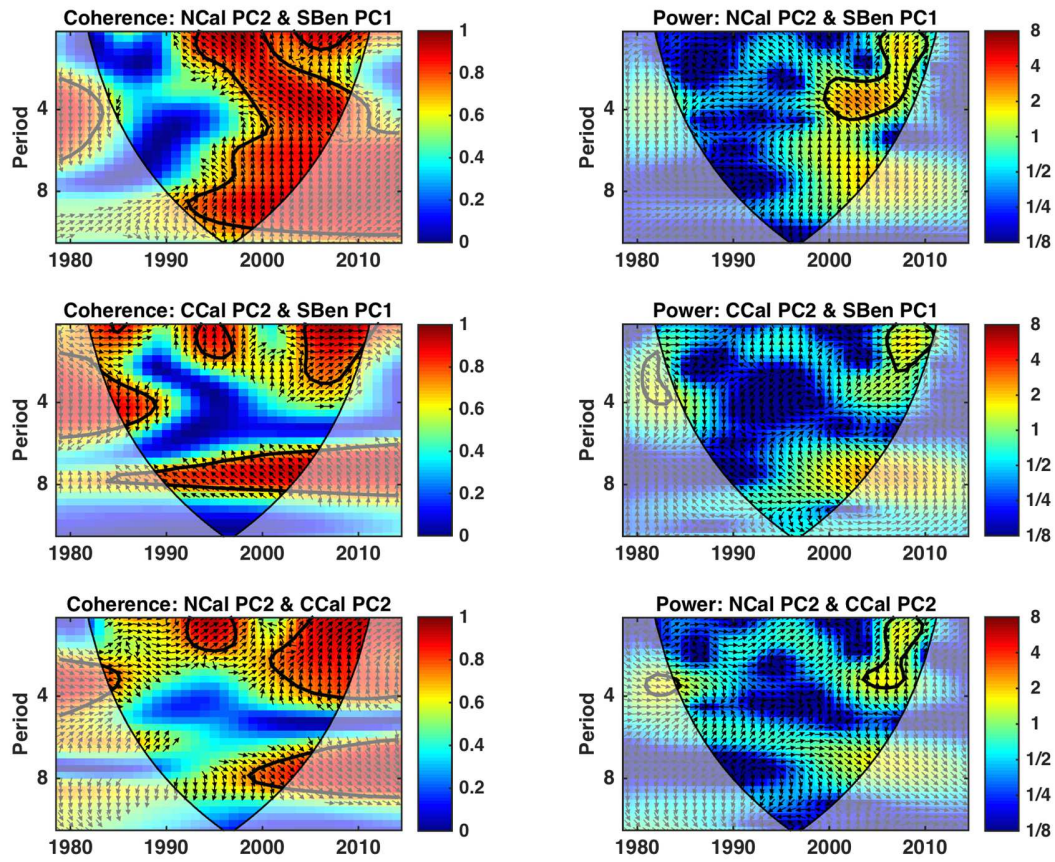 Coherence: NCal PC2 & SBen PC1
Period
4
8
1980 1990 2000 2010
1
0.8
0.6
0.4
0.2
0
Power: NCal PC2 & SBen PC1
Period
4
8
1980 1990 2000 2010
8
4
2
1
1/2
1/4
1/8
Coherence: CCal PC2 & SBen PC1
Period
4
8
1980 1990 2000 2010
1
0.8
0.6
0.4
0.2
0
Power: CCal PC2 & SBen PC1
Period
4
8
1980 1990 2000 2010
8
4
2
1
1/2
1/4
1/8
Coherence: NCal PC2 & CCal PC2
Period
4
8
1980 1990 2000 2010
1
0.8
0.6
0.4
0.2
0
Power: NCal PC2 & CCal PC2
Period
4
8
1980 1990 2000 2010
8
4
2
1
1/2
1/4
1/8